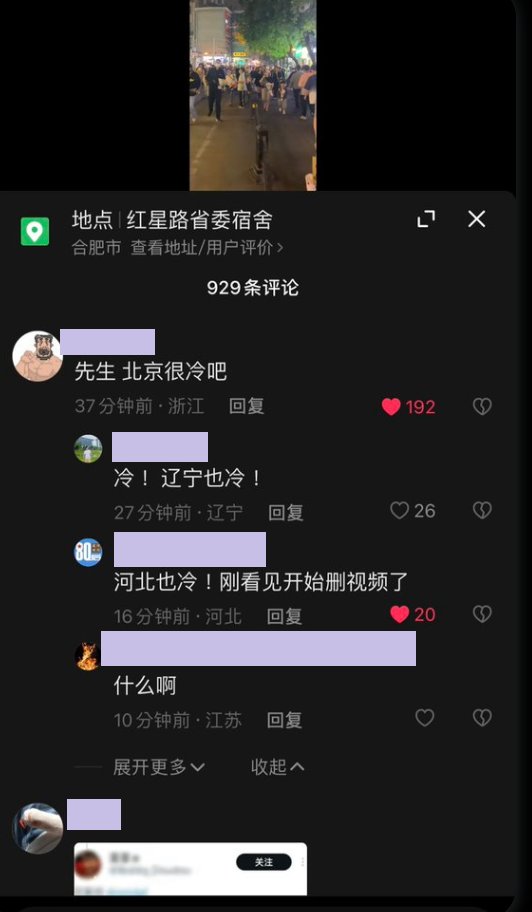 地点|红星路省委宿舍
合肥市 查看地址/用户评价>
929条评论
先生 北京很冷吧
37分钟前·浙江 回复 192
冷！辽宁也冷！
27分钟前·辽宁 回复 26
80
河北也冷！刚看见开始删视频了
16分钟前·河北 回复 20
什么啊
10分钟前·江苏 回复
展开更多 收起
关注